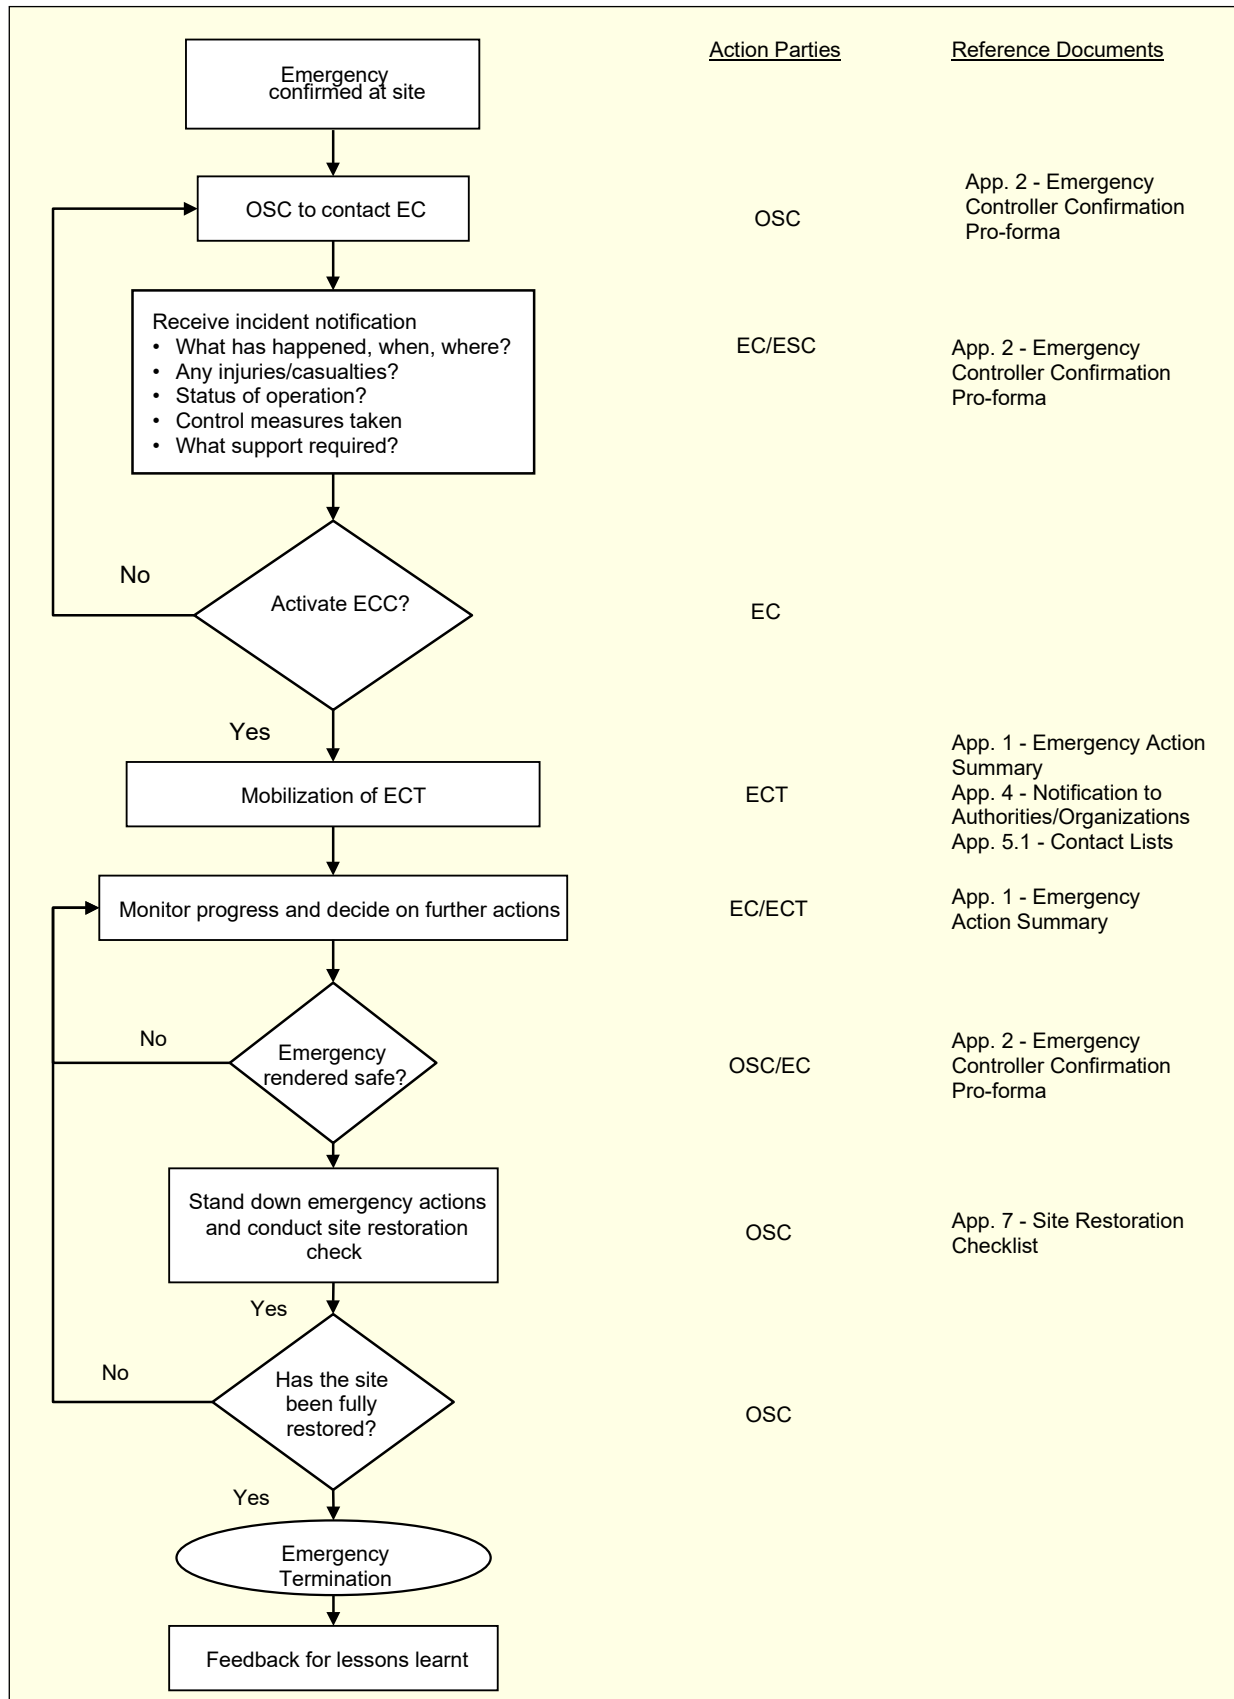 Action Parties
Reference Documents
Emergency
confirmed at site
OSC to contact EC
OSC
App. 2 - Emergency
Controller Confirmation
Pro-forma
Receive incident notification
• What has happened, when, where?
• Any injuries/casualties?
• Status of operation?
• Control measures taken
• What support required?
EC/ESC
App. 2 - Emergency
Controller Confirmation
Pro-forma
No
Activate ECC?
EC
Yes
Mobilization of ECT
ECT
App. 1 - Emergency Action
Summary
App. 4 - Notification to
Authorities/Organizations
App. 5.1 - Contact Lists
Monitor progress and decide on further actions
EC/ECT
App. 1 - Emergency
Action Summary
No
Emergency
rendered safe?
OSC/EC
App. 2 - Emergency
Controller Confirmation
Pro-forma
Stand down emergency actions
and conduct site restoration
check
OSC
App. 7 - Site Restoration
Checklist
Yes
No
Has the site
been fully
restored?
OSC
Yes
Emergency
Termination
Feedback for lessons learnt